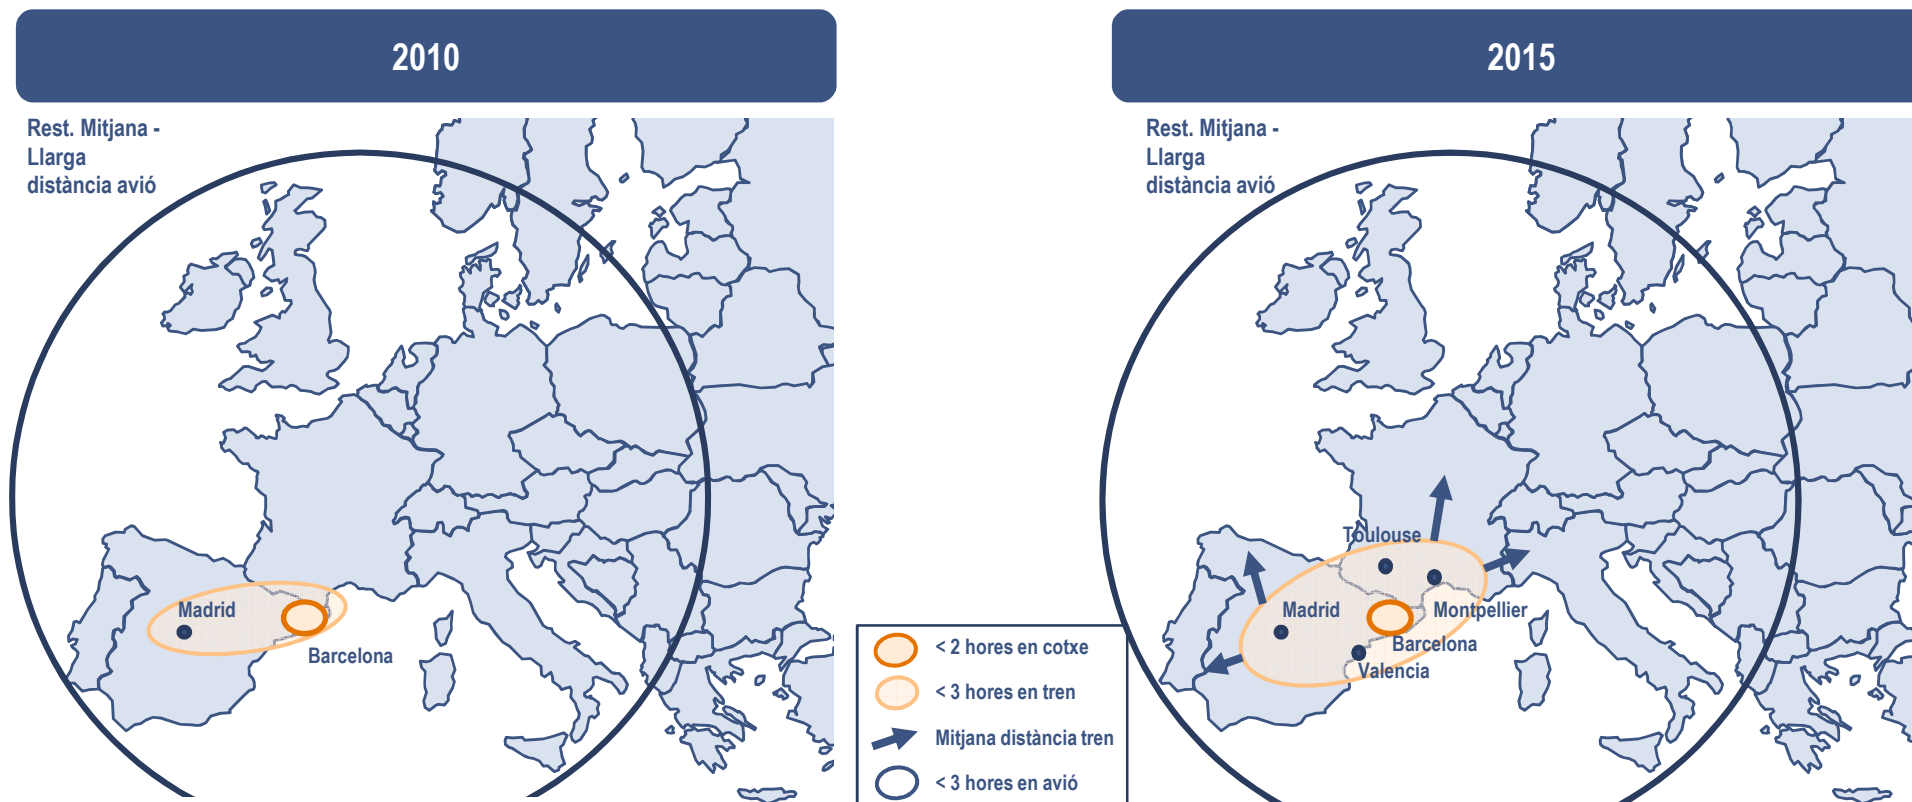 2010
2015
Rest. Mitjana -
Llarga
distància avió
Rest. Mitjana -
Llarga
distància avió
Madrid
Barcelona
Toulouse
Madrid
Montpellier
Barcelona
Valencia
< 2 hores en cotxe
< 3 hores en tren
Mitjana distància tren
< 3 hores en avió